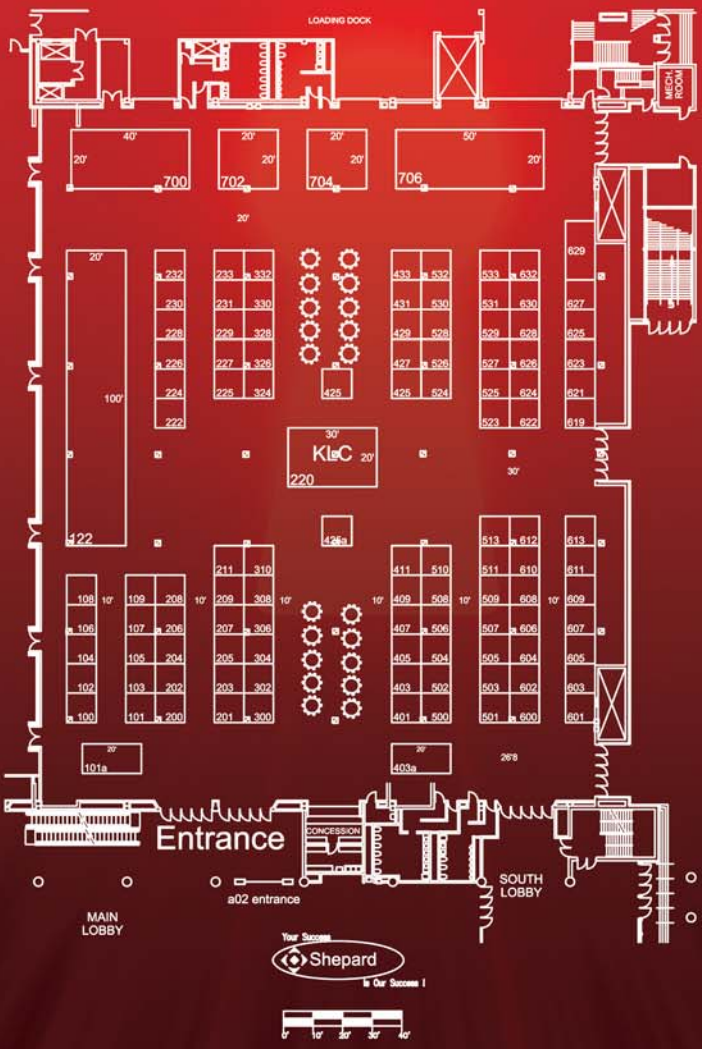 LOADING DOCK
MECH.
ROOM
40' 20' 20' 50'
20' 20' 20' 20'
700 702 704 706
20'
629
20'
232 233 332 433 532 533 632
230 231 330 431 530 531 630 627
228 229 328 429 528 529 628 625
226 227 326 427 526 527 626 623
224 225 324 425 425 524 525 624 621
100'
222 523 622 619
30'
KLC 20'
220
30'
122 425a 513 612 613
211 310 411 510 511 610 611
108 10' 109 208 10' 209 308 10' 10' 409 508 10' 509 608 10' 609
106 107 206 207 306 407 506 507 606 607
104 105 204 205 304 405 504 505 604 605
102 103 202 203 302 403 502 503 602 603
100 101 200 201 300 401 500 501 600 601
20' 20'
26'8
101a 403a
Entrance
CONCESSION
a02 entrance
SOUTH
LOBBY
MAIN
LOBBY
Your Success
Shepard
Is Our Success !
0' 10' 20' 30' 40'